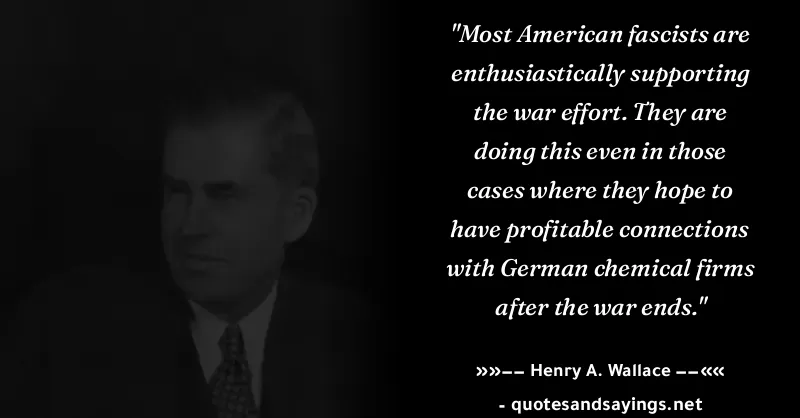 "Most American fascists are
enthusiastically supporting
the war effort. They are
doing this even in those
cases where they hope to
have profitable connections
with German chemical firms
after the war ends."
»»−− Henry A. Wallace −−««
- quotesandsayings.net